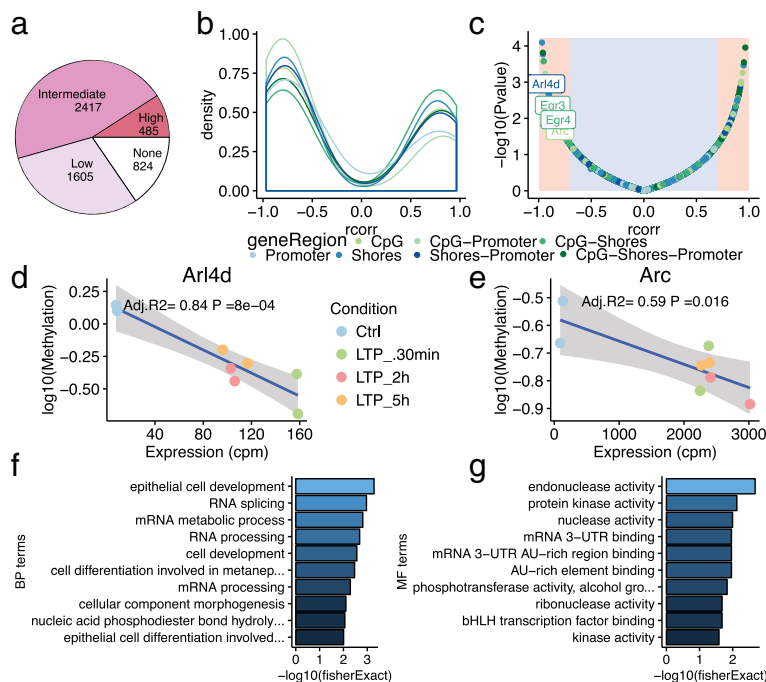 a
Intermediate
2417
High
485
Low
1605
None
824
b
density
1.00
0.75
0.50
0.25
0.00
−1.0 −0.5 0.0 0.5 1.0
rcorr
c
−log10(Pvalue)
4
3
2
1
0
Arl4d
Egr3
Egr4
Arc
−1.0 −0.5 0.0 0.5 1.0
rcorr
geneRegion CpG CpG−Promoter CpG−Shores
Promoter Shores Shores−Promoter CpG−Shores−Promoter
d
Arl4d
log10(Methylation)
0.25
0.00
−0.25
−0.50
Adj.R2= 0.84 P =8e−04
40 80 120 160
Expression (cpm)
Condition
Ctrl
LTP_.30min
LTP_2h
LTP_5h
e
Arc
log10(Methylation)
−0.5
−0.6
−0.7
−0.8
−0.9
Adj.R2= 0.59 P =0.016
0 1000 2000 3000
Expression (cpm)
f
BP terms
epithelial cell development
RNA splicing
mRNA metabolic process
RNA processing
cell development
cell differentiation involved in metanep...
mRNA processing
cellular component morphogenesis
nucleic acid phosphodiester bond hydroly...
epithelial cell differentiation involved...
0 1 2 3
−log10(fisherExact)
g
MF terms
endonuclease activity
protein kinase activity
nuclease activity
mRNA 3−UTR binding
mRNA 3−UTR AU−rich region binding
AU−rich element binding
phosphotransferase activity, alcohol gro...
ribonuclease activity
bHLH transcription factor binding
kinase activity
0 1 2
−log10(fisherExact)